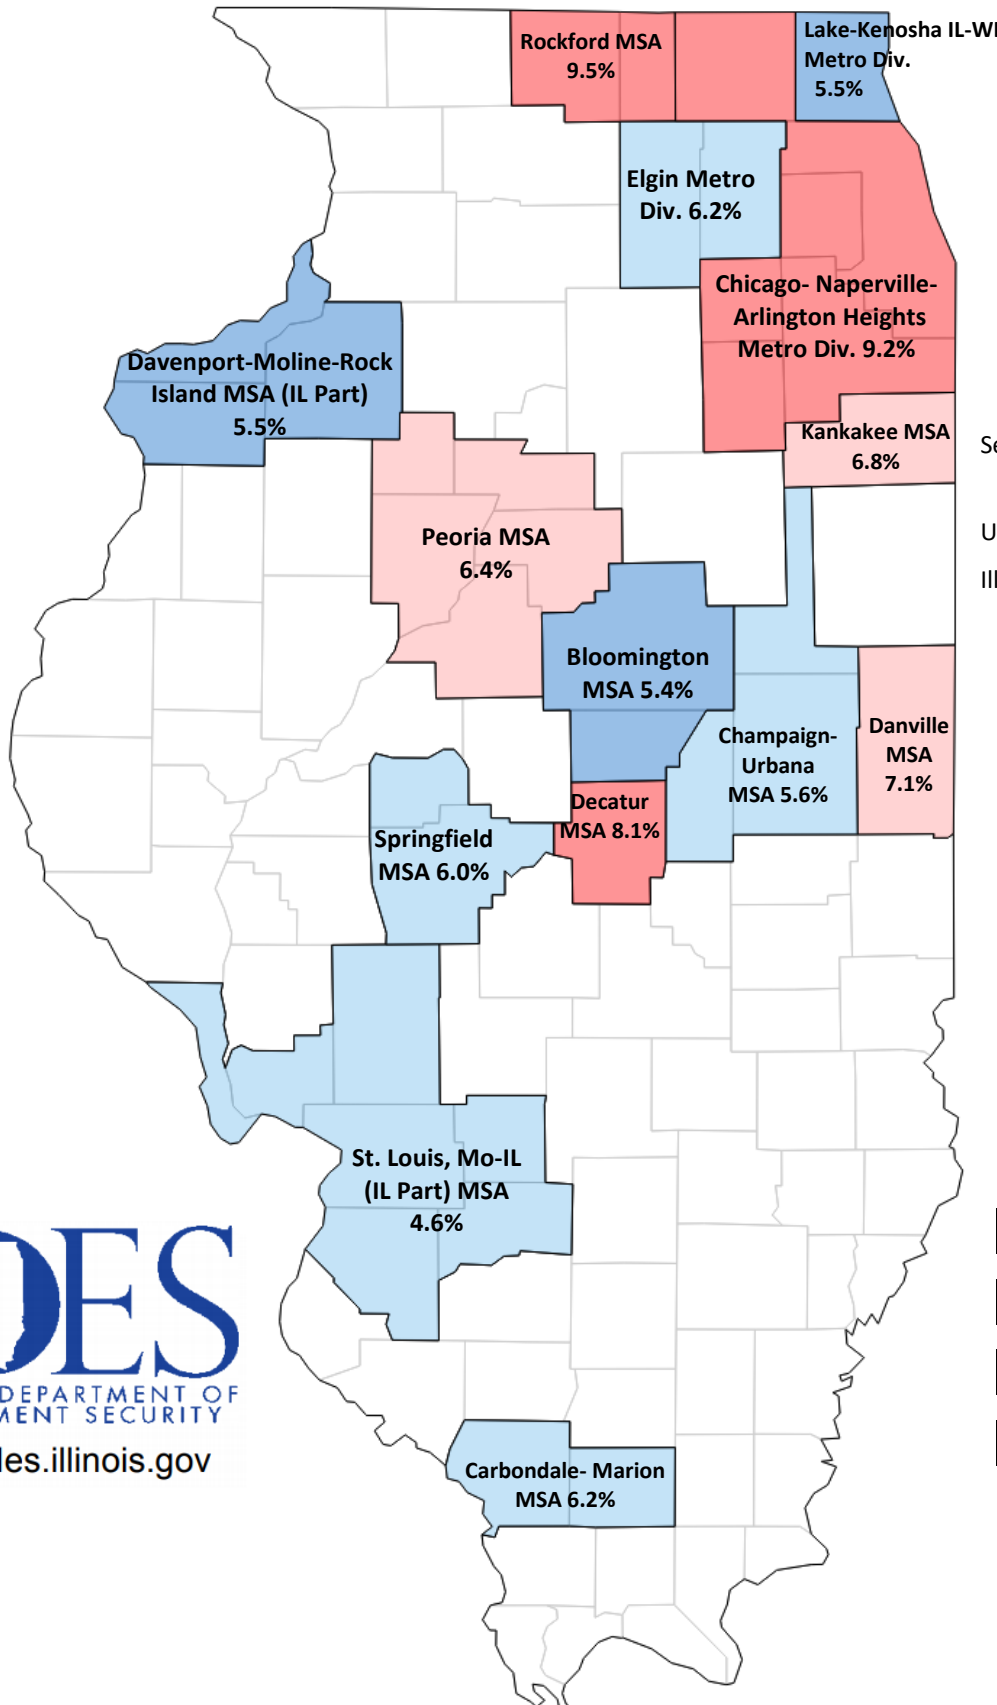 Rockford MSA
9.5%
Lake-Kenosha IL-WI
Metro Div.
5.5%
Elgin Metro
Div. 6.2%
Chicago- Naperville-
Arlington Heights
Metro Div. 9.2%
Davenport-Moline-Rock
Island MSA (IL Part)
5.5%
Kankakee MSA
6.8%
Peoria MSA
6.4%
Bloomington
MSA 5.4%
Champaign-
Urbana
MSA 5.6%
Danville
MSA
7.1%
Decatur
MSA 8.1%
Springfield
MSA 6.0%
St. Louis, Mo-IL
(IL Part) MSA
4.6%
DES
DEPARTMENT OF
MENT SECURITY
des.illinois.gov
Carbondale- Marion
MSA 6.2%